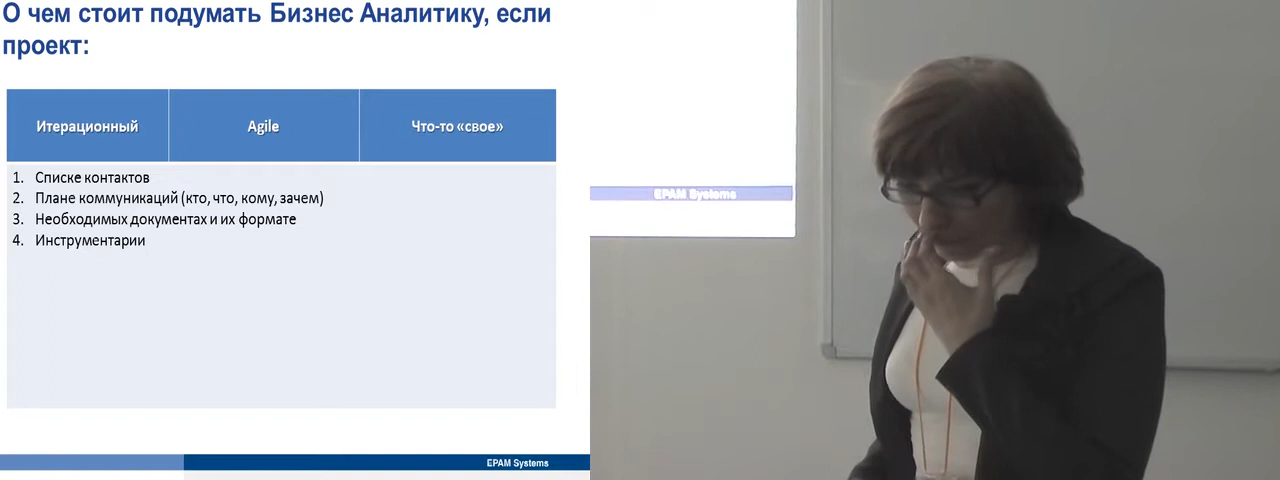 О чем стоит подумать Бизнес Аналитику, если
проект:
Итерационный
Agile
Что-то «свое»
1. Списке контактов
2. Плане коммуникаций (кто, что, кому, зачем)
3. Необходимых документах и их формате
4. Инструментарии
EPAM Systems
EPAM Systems